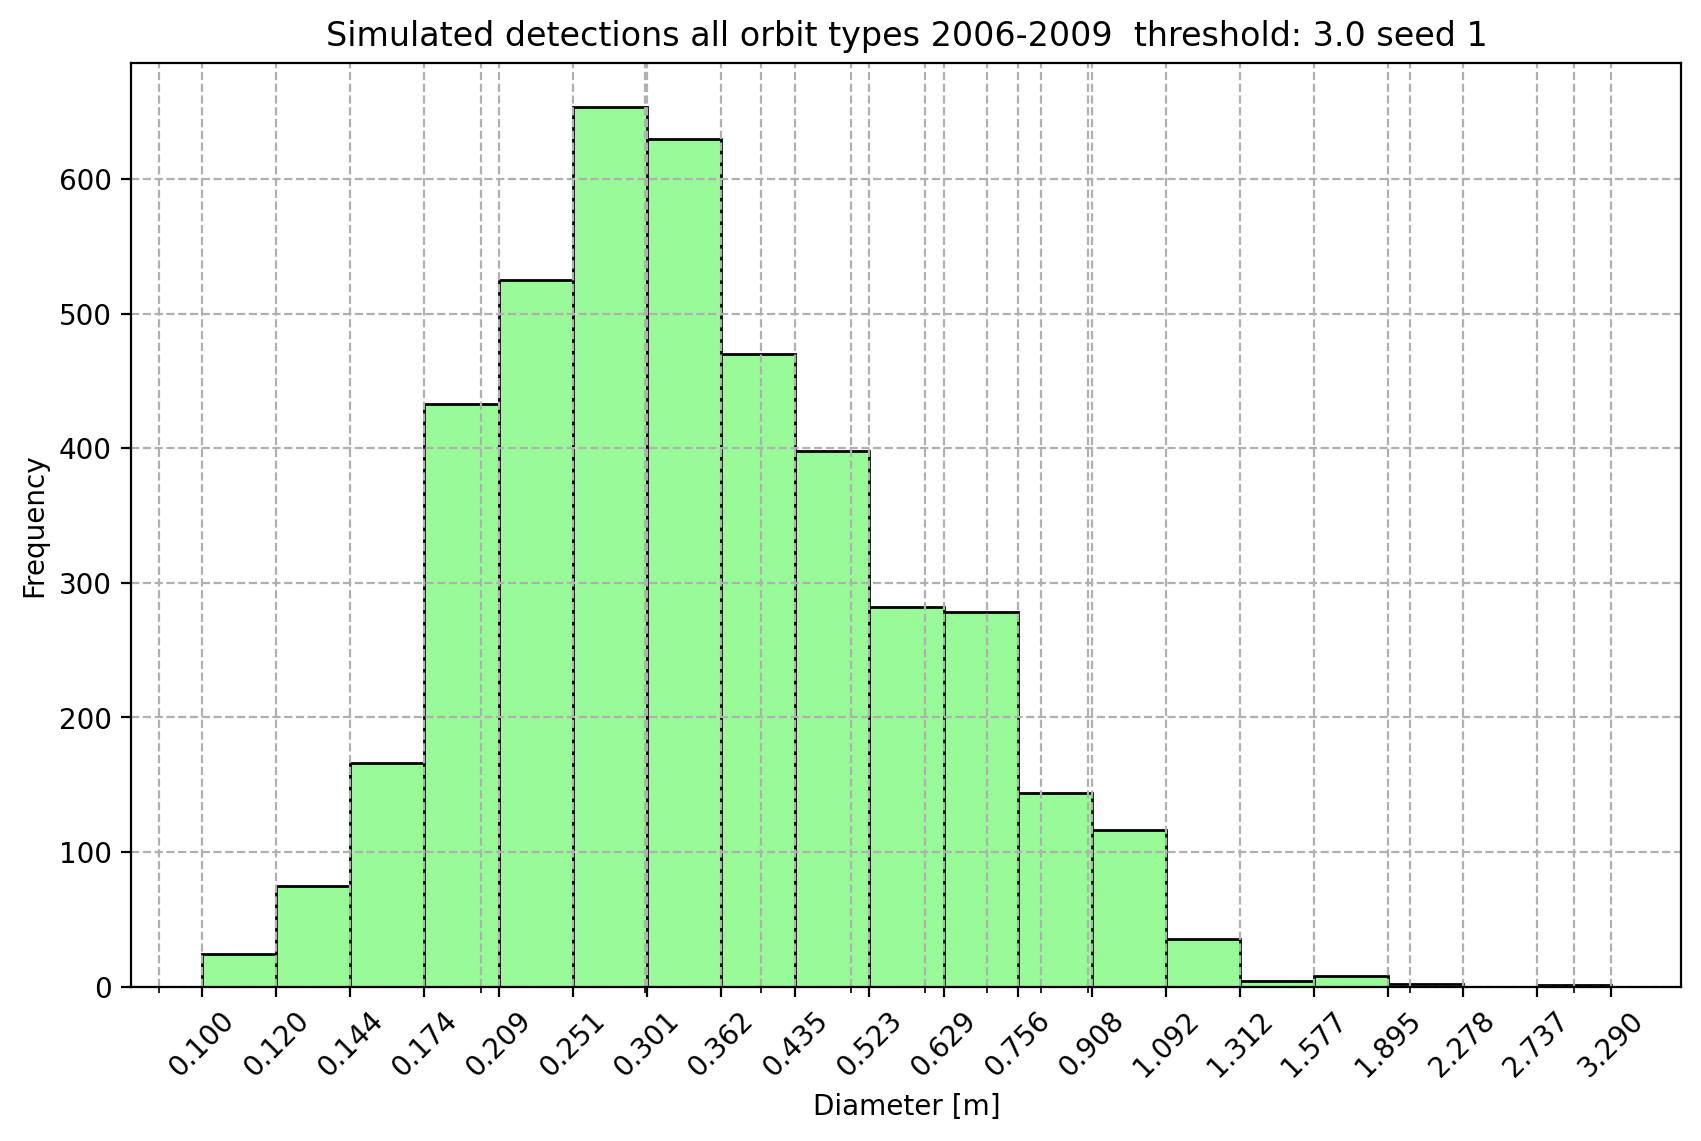 Simulated detections all orbit types 2006-2009  threshold: 3.0 seed 1
Frequency
600
500
400
300
200
100
0
0.100 0.120 0.144 0.174 0.209 0.251 0.301 0.362 0.435 0.523 0.629 0.756 0.908 1.092 1.312 1.577 1.895 2.278 2.737 3.290
Diameter [m]